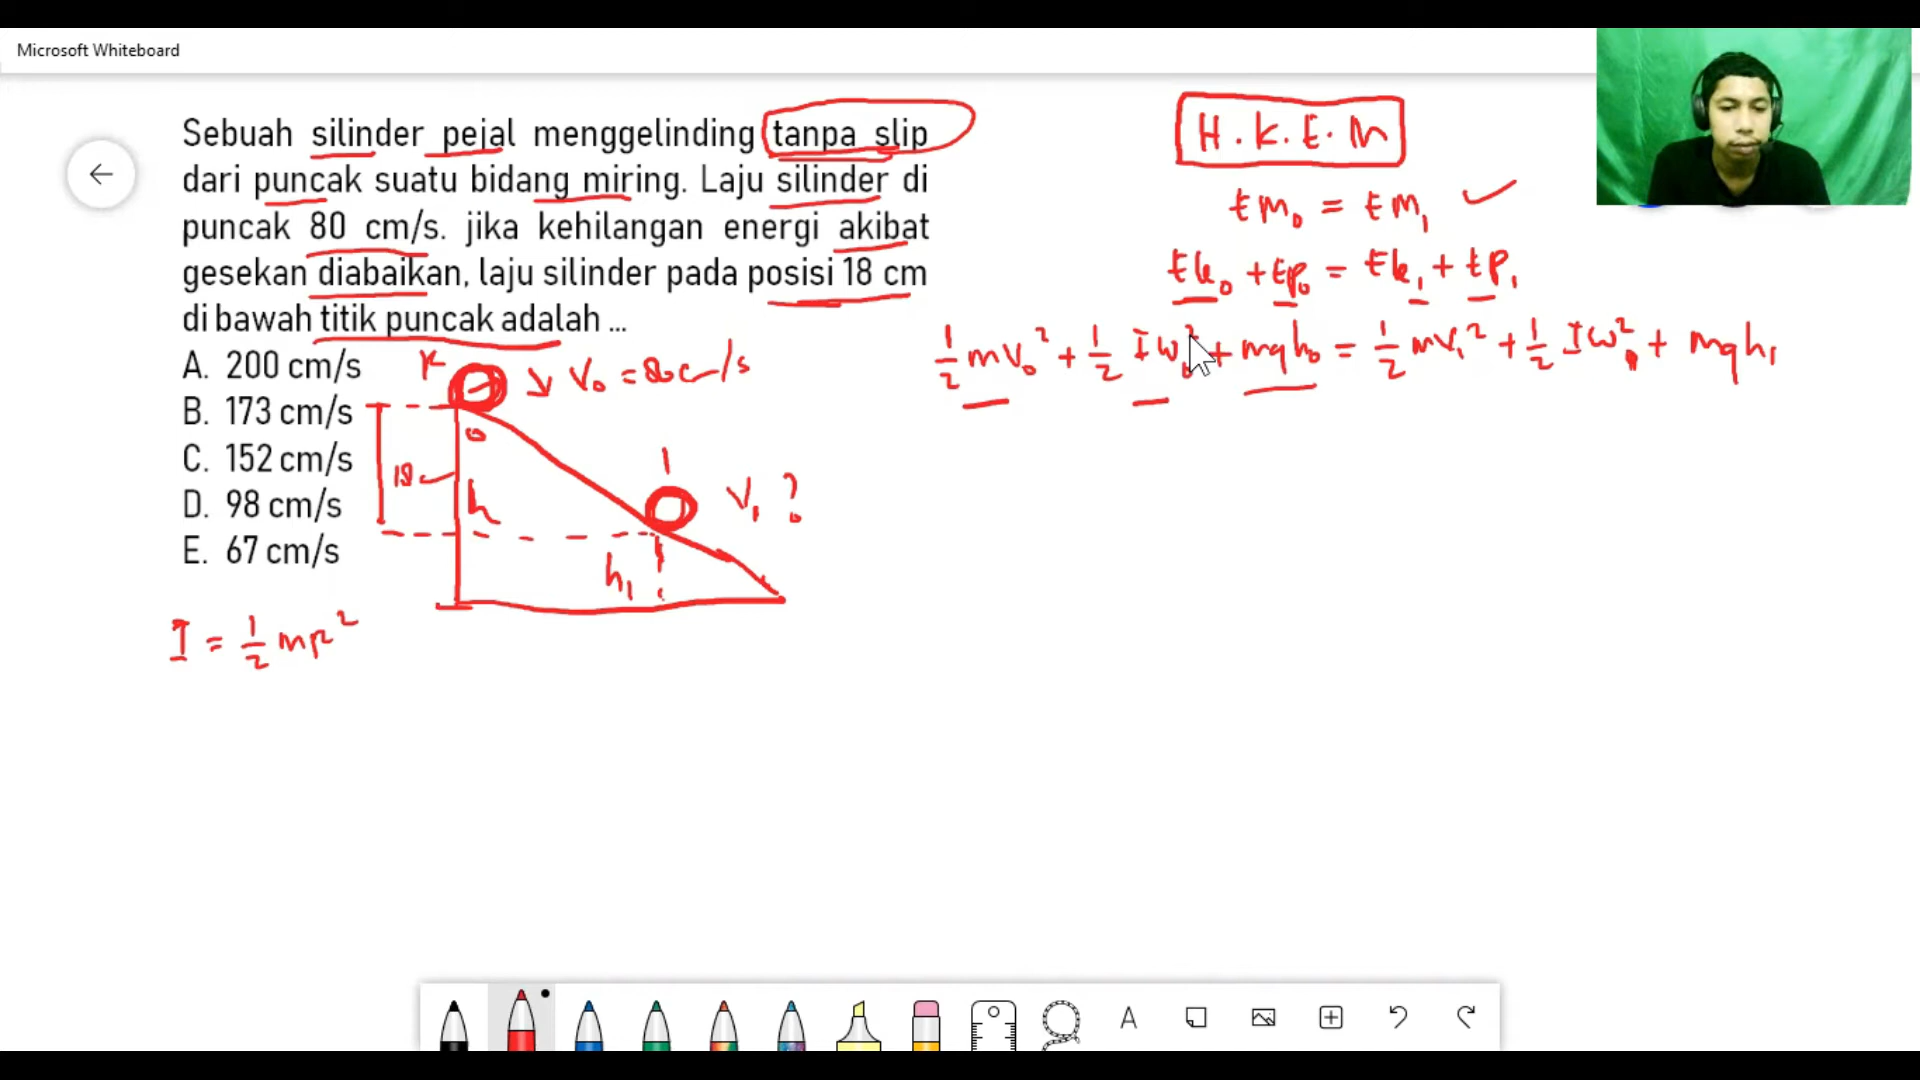 Microsoft Whiteboard
Sebuah silinder pejal menggelinding tanpa slip
dari puncak suatu bidang miring. Laju silinder di
puncak 80 cm/s. jika kehilangan energi akibat
gesekan diabaikan, laju silinder pada posisi 18 cm
di bawah titik puncak adalah ...
A. 200 cm/s
B. 173 cm/s
C. 152 cm/s
D. 98 cm/s
E. 67 cm/s
I = 1/2 mR²
V₀ = 80 cm/s
0
18
h
1
V₁ ?
h₁
H.K.E.M
EM₀ = EM₁ ✓
Ek₀ + Ep₀ = Ek₁ + Ep₁
1/2 mv₀² + 1/2 Iω₀² + mgh₀ = 1/2 mv₁² + 1/2 Iω₁² + mgh₁
A